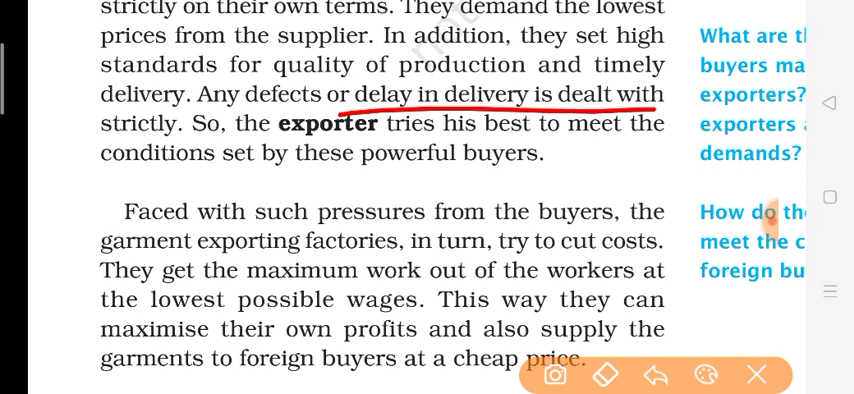 strictly on their own terms. They demand the lowest
prices from the supplier. In addition, they set high
standards for quality of production and timely
delivery. Any defects or delay in delivery is dealt with
strictly. So, the exporter tries his best to meet the
conditions set by these powerful buyers.
Faced with such pressures from the buyers, the
garment exporting factories, in turn, try to cut costs.
They get the maximum work out of the workers at
the lowest possible wages. This way they can
maximise their own profits and also supply the
garments to foreign buyers at a cheap price.
What are
buyers
exporters?
exporters
demands?
How do
meet the
foreign